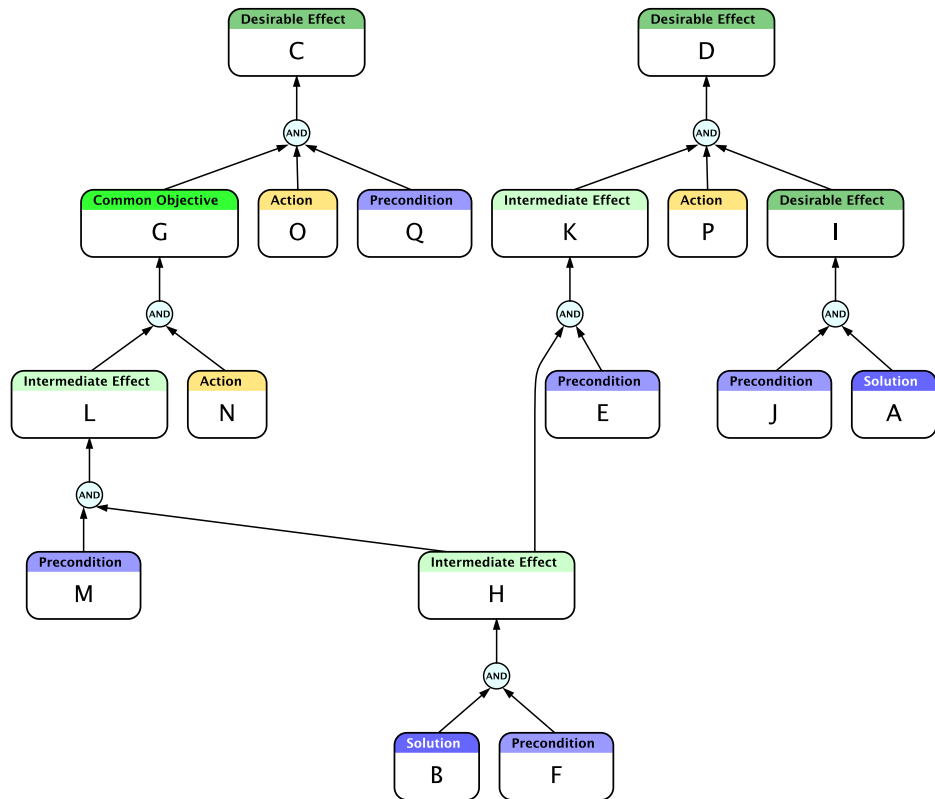 Desirable Effect
C
Desirable Effect
D
AND
AND
Common Objective
G
Action
O
Precondition
Q
Intermediate Effect
K
Action
P
Desirable Effect
I
AND
AND
AND
Intermediate Effect
L
Action
N
Precondition
E
Precondition
J
Solution
A
AND
Precondition
M
Intermediate Effect
H
AND
Solution
B
Precondition
F